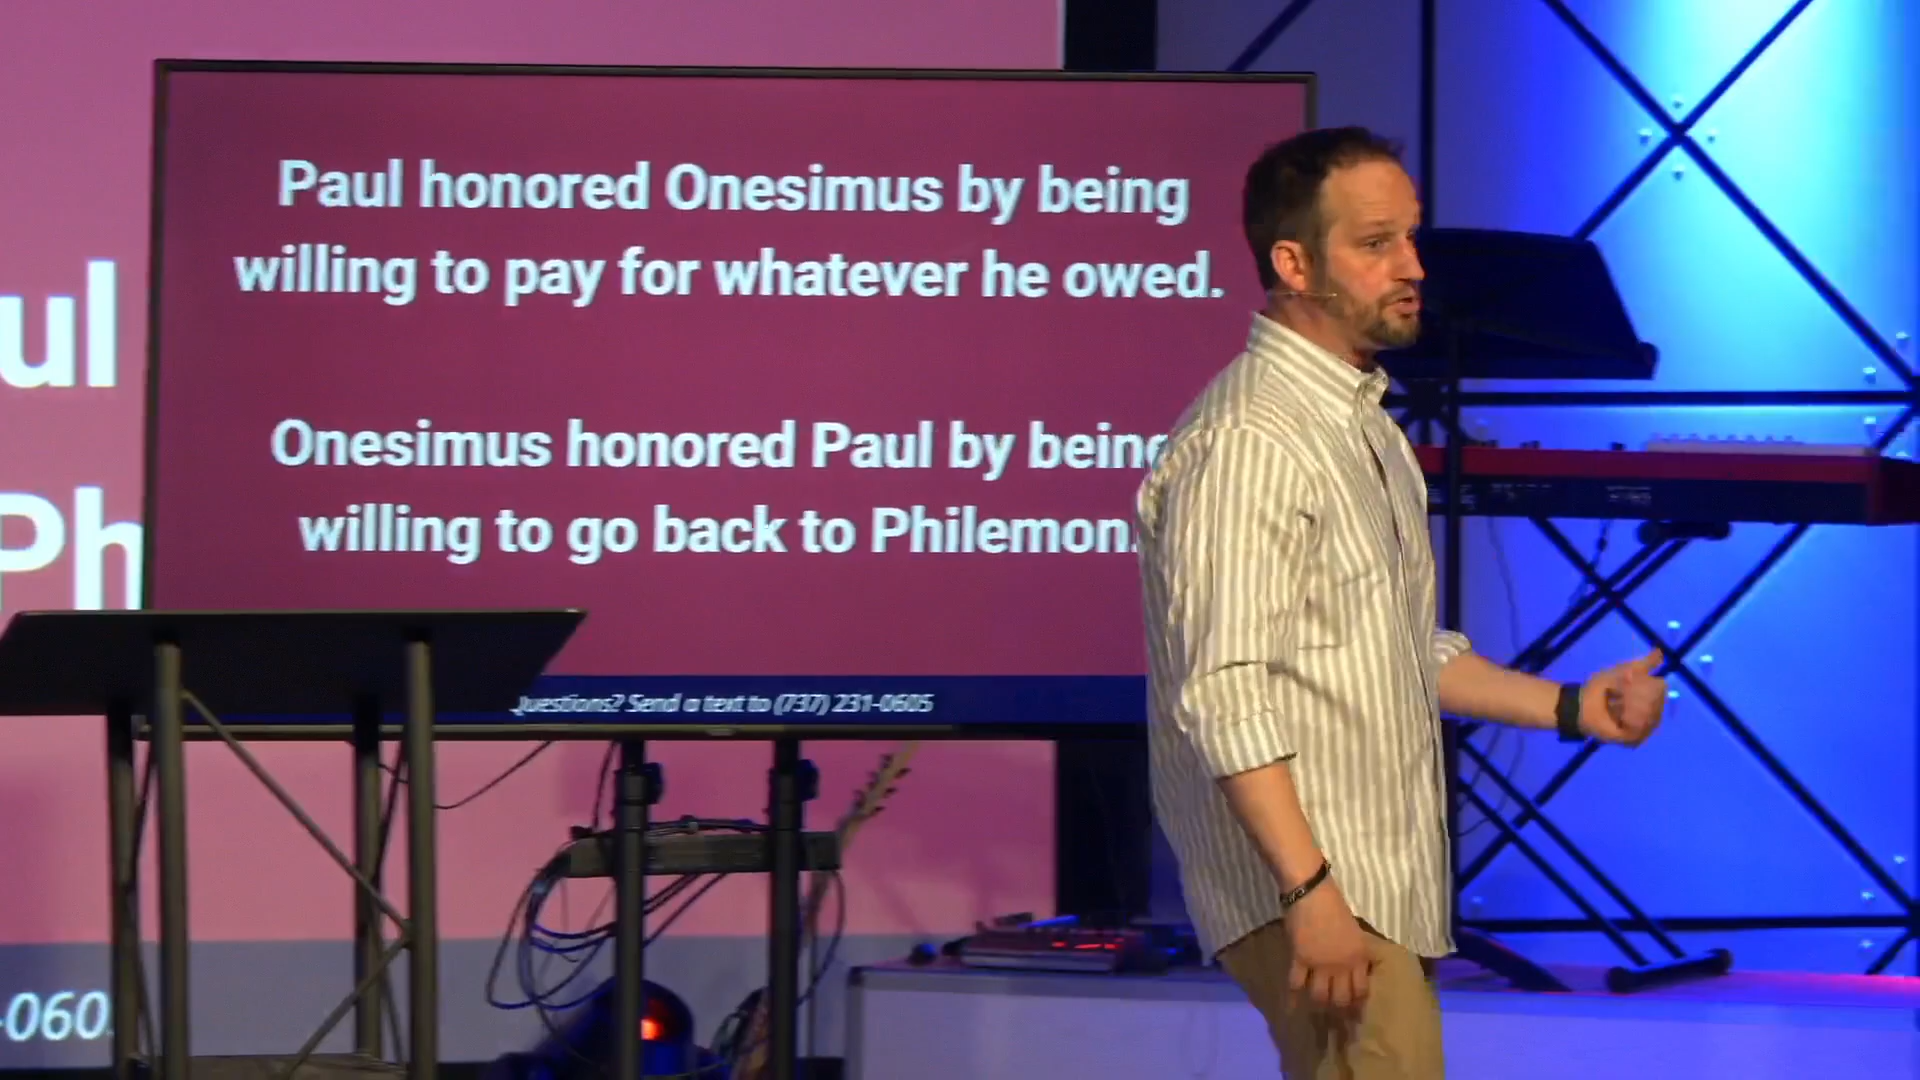 Paul honored Onesimus by being
willing to pay for whatever he owed.
Onesimus honored Paul by being
willing to go back to Philemon.
Questions? Send a text to (737) 231-0605
ul
Ph
-060